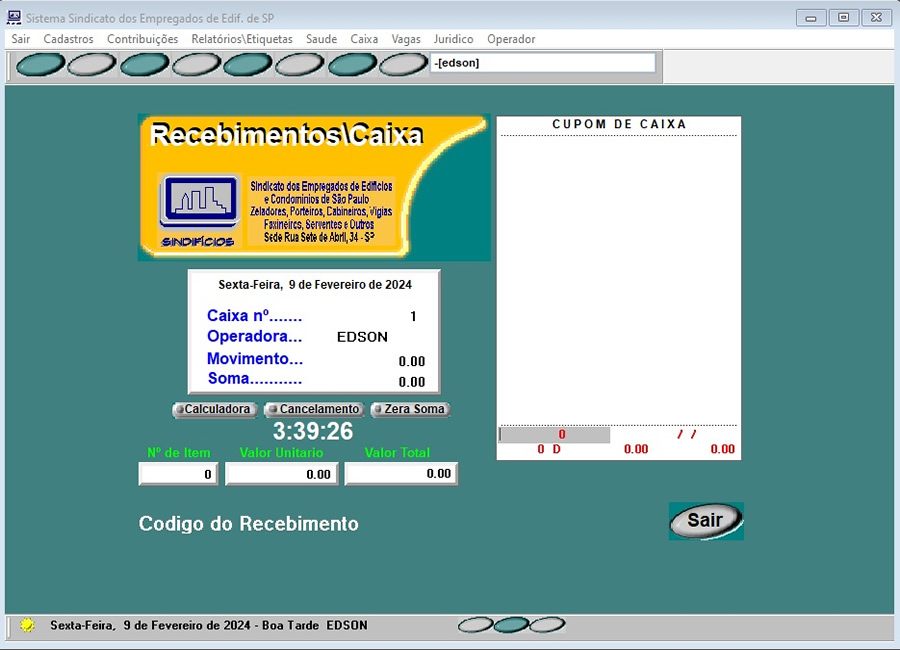 Sistema Sindicato dos Empregados de Edif. de SP
Sair Cadastros Contribuições Relatórios\Etiquetas Saude Caixa Vagas Juridico Operador
-[edson]
Recebimentos\Caixa
Sindicato dos Empregados de Edificios
e Condominios de São Paulo
Zeladores, Porteiros, Cabineiros, Vigias
Faxineiros, Serventes e Outros
Sede Rua Sete de Abril, 34 - SP
SINDIFÍCIOS
CUPOM DE CAIXA
Sexta-Feira, 9 de Fevereiro de 2024
Caixa nº....... 1
Operadora... EDSON
Movimento... 0.00
Soma........... 0.00
Calculadora Cancelamento Zera Soma
3:39:26
Nº de Item Valor Unitario Valor Total
0 0.00 0.00
0 / /
0 D 0.00 0.00
Codigo do Recebimento
Sair
Sexta-Feira, 9 de Fevereiro de 2024 - Boa Tarde EDSON